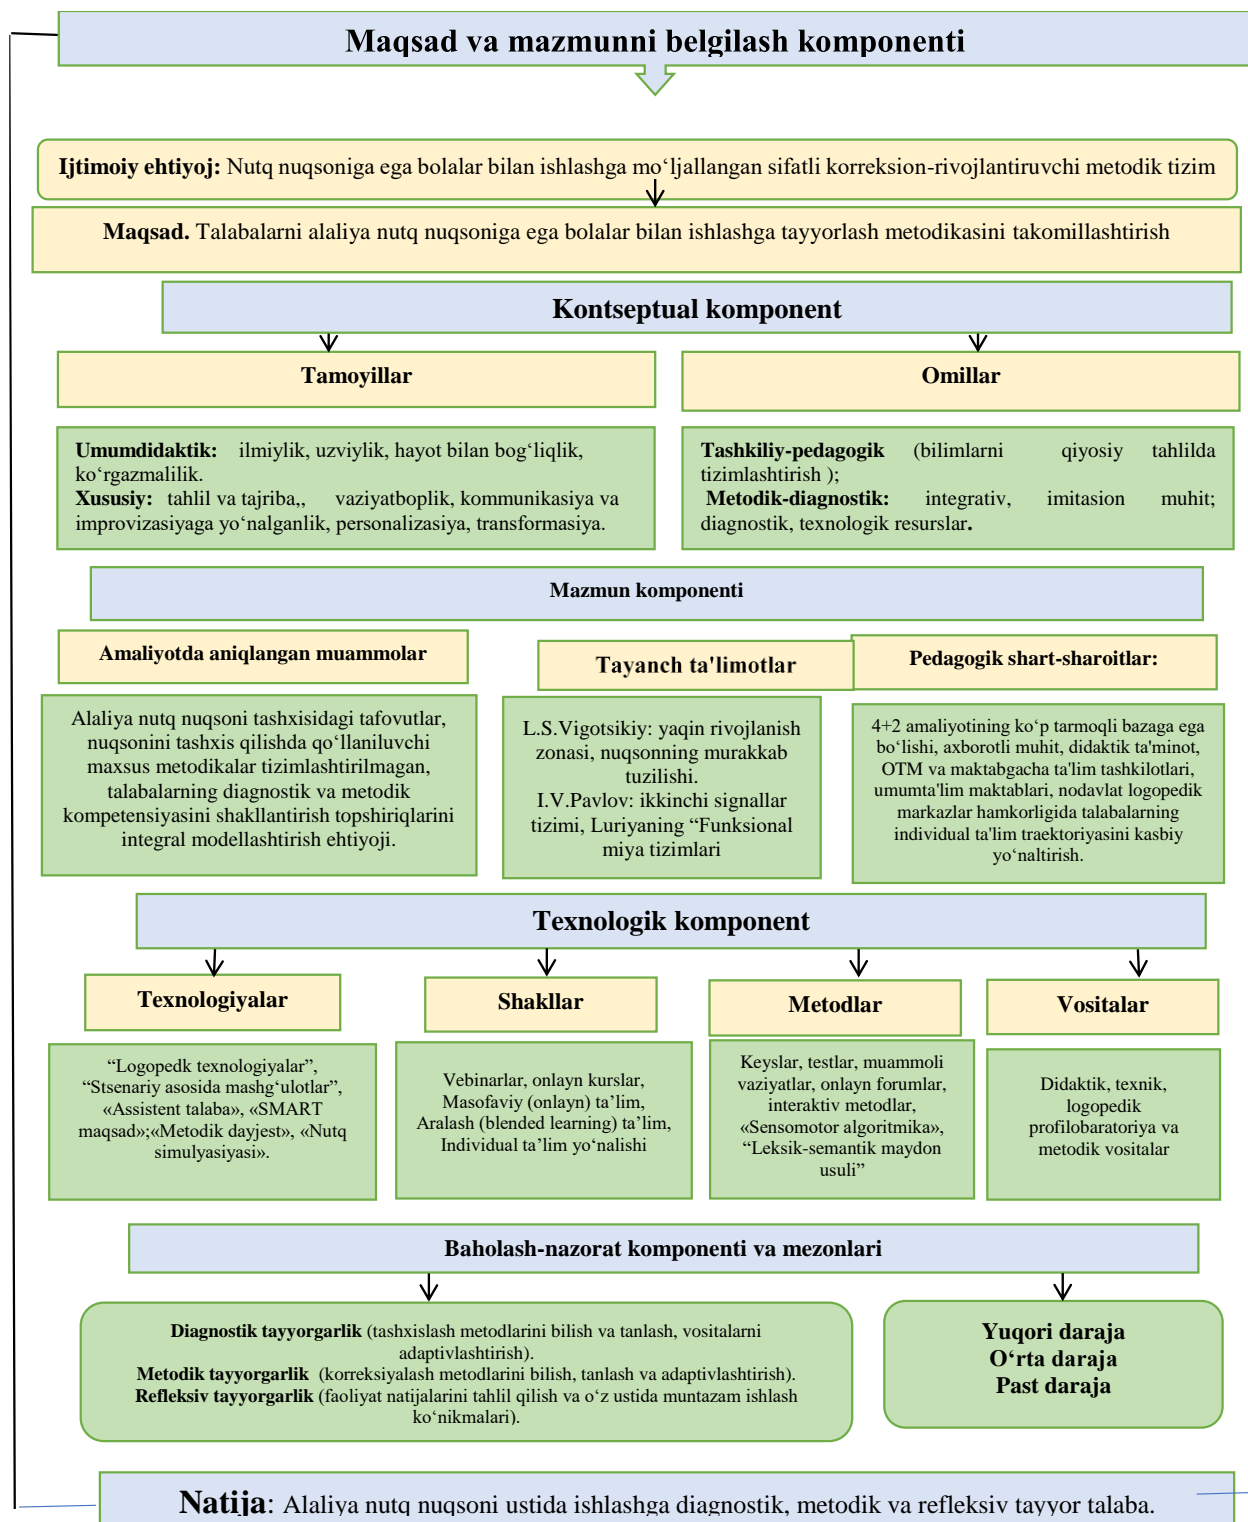 Maqsad va mazmunni belgilash komponenti
Ijtimoiy ehtiyoj: Nutq nuqsoniga ega bolalar bilan ishlashga mo‘ljallangan sifatli korreksion-rivojlantiruvchi metodik tizim
Maqsad. Talabalarni alaliya nutq nuqsoniga ega bolalar bilan ishlashga tayyorlash metodikasini takomillashtirish
Kontseptual komponent
Tamoyillar
Omillar
Umumdidaktik: ilmiylik, uzviylik, hayot bilan bog‘liqlik,
ko‘rgazmalilik.
Xususiy: tahlil va tajriba,, vaziyatboplik, kommunikasiya va
improvizasiyaga yo‘nalganlik, personalizasiya, transformasiya.
Tashkiliy-pedagogik (bilimlarni qiyosiy tahlilda
tizimlashtirish );
Metodik-diagnostik: integrativ, imitasion muhit;
diagnostik, texnologik resurslar.
Mazmun komponenti
Amaliyotda aniqlangan muammolar
Tayanch ta'limotlar
Pedagogik shart-sharoitlar:
Alaliya nutq nuqsoni tashxisidagi tafovutlar,
nuqsonini tashxis qilishda qo‘llaniluvchi
maxsus metodikalar tizimlashtirilmagan,
talabalarning diagnostik va metodik
kompetensiyasini shakllantirish topshiriqlarini
integral modellashtirish ehtiyoji.
L.S.Vigotsikiy: yaqin rivojlanish
zonasi, nuqsonning murakkab
tuzilishi.
I.V.Pavlov: ikkinchi signallar
tizimi, Luriyaning “Funksional
miya tizimlari
4+2 amaliyotining ko‘p tarmoqli bazaga ega
bo‘lishi, axborotli muhit, didaktik ta'minot,
OTM va maktabgacha ta'lim tashkilotlari,
umumta'lim maktablari, nodavlat logopedik
markazlar hamkorligida talabalarning
individual ta'lim traektoriyasini kasbiy
yo‘naltirish.
Texnologik komponent
Texnologiyalar
Shakllar
Metodlar
Vositalar
“Logopedk texnologiyalar”,
“Stsenariy asosida mashg‘ulotlar”,
«Assistent talaba», «SMART
maqsad»;«Metodik dayjest», «Nutq
simulyasiyasi».
Vebinarlar, onlayn kurslar,
Masofaviy (onlayn) ta’lim,
Aralash (blended learning) ta’lim,
Individual ta’lim yo‘nalishi
Keyslar, testlar, muammoli
vaziyatlar, onlayn forumlar,
interaktiv metodlar,
«Sensomotor algoritmika»,
“Leksik-semantik maydon
usuli”
Didaktik, texnik,
logopedik
profilobaratoriya va
metodik vositalar
Baholash-nazorat komponenti va mezonlari
Diagnostik tayyorgarlik (tashxislash metodlarini bilish va tanlash, vositalarni
adaptivlashtirish).
Metodik tayyorgarlik (korreksiyalash metodlarini bilish, tanlash va adaptivlashtirish).
Refleksiv tayyorgarlik (faoliyat natijalarini tahlil qilish va o‘z ustida muntazam ishlash
ko‘nikmalari).
Yuqori daraja
O‘rta daraja
Past daraja
Natija: Alaliya nutq nuqsoni ustida ishlashga diagnostik, metodik va refleksiv tayyor talaba.